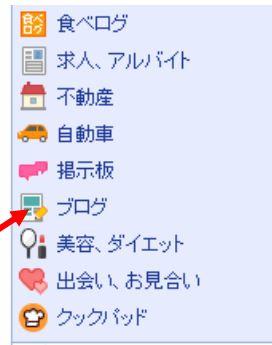 食べログ
求人、アルバイト
不動産
自動車
掲示板
ブログ
美容、ダイエット
出会い、お見合い
クックパッド